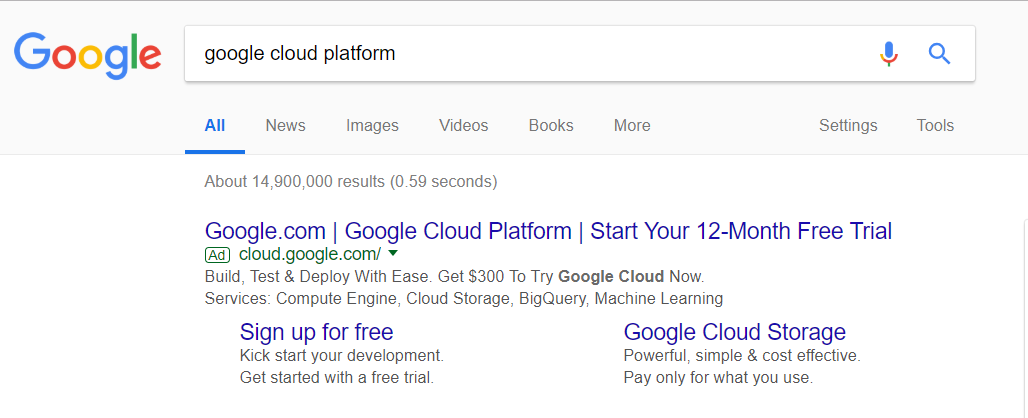 Google
google cloud platform
All News Images Videos Books More Settings Tools
About 14,900,000 results (0.59 seconds)
Google.com | Google Cloud Platform | Start Your 12-Month Free Trial
Ad cloud.google.com/
Build, Test & Deploy With Ease. Get $300 To Try Google Cloud Now.
Services: Compute Engine, Cloud Storage, BigQuery, Machine Learning
Sign up for free
Kick start your development.
Get started with a free trial.
Google Cloud Storage
Powerful, simple & cost effective.
Pay only for what you use.